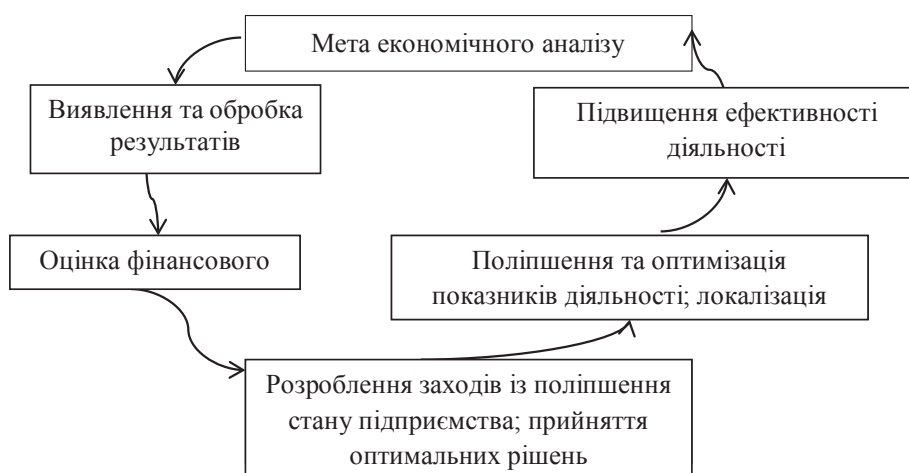 Мета економічного аналізу
Виявлення та обробка
результатів
Оцінка фінансового
Розроблення заходів із поліпшення
стану підприємства; прийняття
оптимальних рішень
Поліпшення та оптимізація
показників діяльності; локалізація
Підвищення ефективності
діяльності